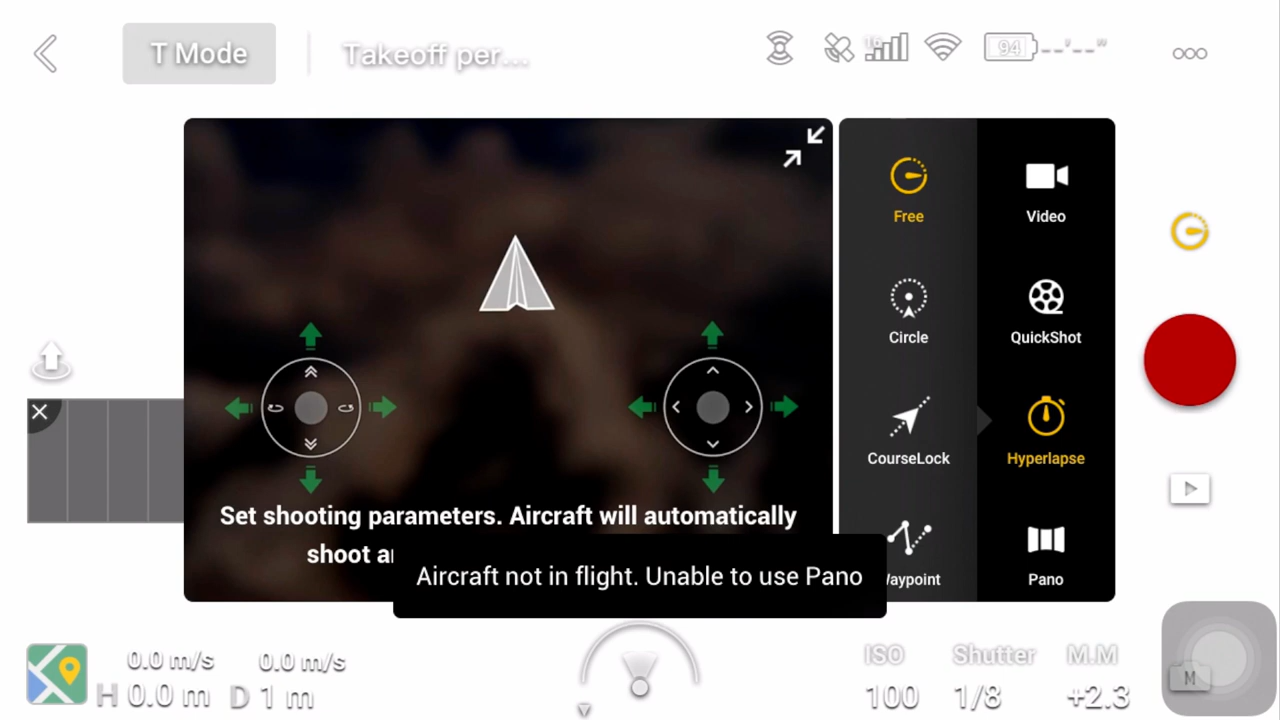 T Mode
Takeoff per...
16
94
--'--"
Free
Video
Circle
QuickShot
CourseLock
Hyperlapse
Set shooting parameters. Aircraft will automatically
shoot
Aircraft not in flight. Unable to use Pano
aypoint
Pano
0.0 m/s
0.0 m/s
H 0.0 m
D 1 m
ISO
100
Shutter
1/8
M.M
+2.3
M